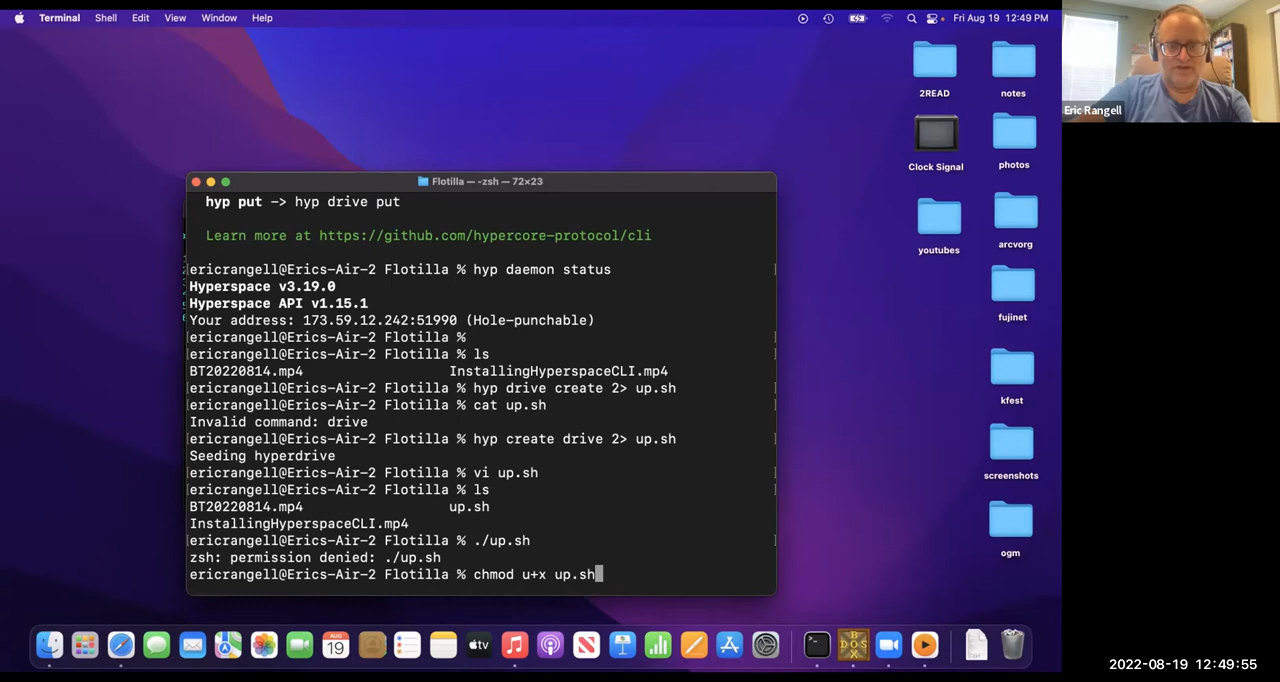 Terminal Shell Edit View Window Help
Fri Aug 19 12:49 PM
Eric Rangell
2READ
notes
Clock Signal
photos
youtubes
arcvorg
fujinet
kfest
screenshots
ogm
Flotilla — -zsh — 72×23
hyp put -> hyp drive put
Learn more at https://github.com/hypercore-protocol/cli
ericrangell@Erics-Air-2 Flotilla % hyp daemon status
Hyperspace v3.19.0
Hyperspace API v1.15.1
Your address: 173.59.12.242:51990 (Hole-punchable)
ericrangell@Erics-Air-2 Flotilla %
ericrangell@Erics-Air-2 Flotilla % ls
BT20220814.mp4 InstallingHyperspaceCLI.mp4
ericrangell@Erics-Air-2 Flotilla % hyp drive create 2> up.sh
ericrangell@Erics-Air-2 Flotilla % cat up.sh
Invalid command: drive
ericrangell@Erics-Air-2 Flotilla % hyp create drive 2> up.sh
Seeding hyperdrive
ericrangell@Erics-Air-2 Flotilla % vi up.sh
ericrangell@Erics-Air-2 Flotilla % ls
BT20220814.mp4 up.sh
InstallingHyperspaceCLI.mp4
ericrangell@Erics-Air-2 Flotilla % ./up.sh
zsh: permission denied: ./up.sh
ericrangell@Erics-Air-2 Flotilla % chmod u+x up.sh
AUG
19
tv
DOS
2022-08-19 12:49:55